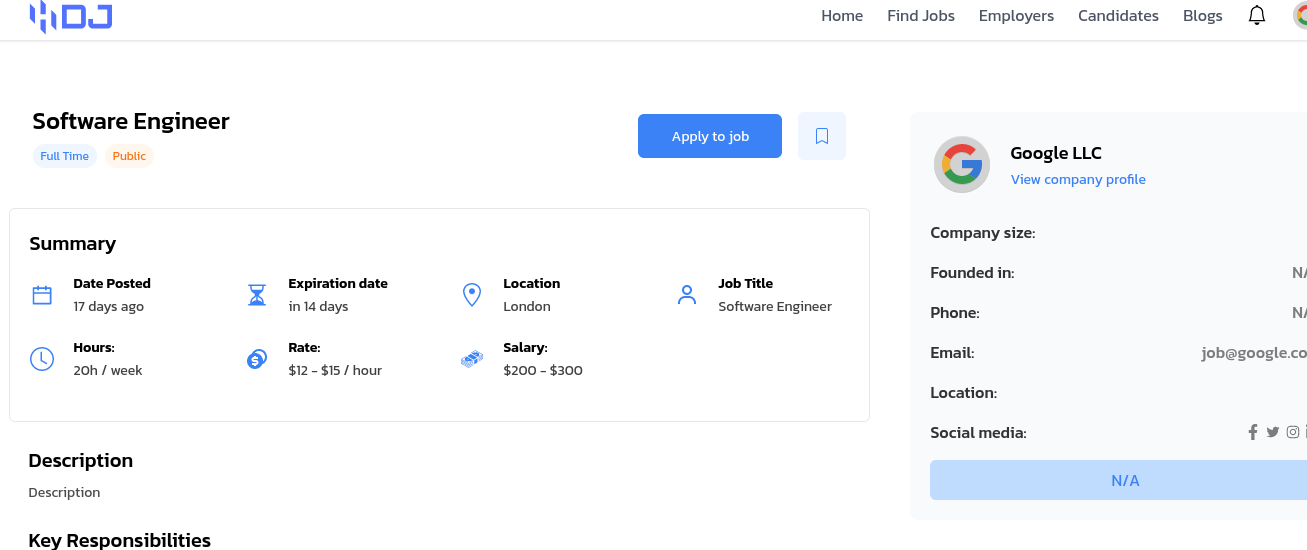 HDJ
Home Find Jobs Employers Candidates Blogs
Software Engineer
Full Time Public
Apply to job
Google LLC
View company profile
Summary
Date Posted
17 days ago
Expiration date
in 14 days
Location
London
Job Title
Software Engineer
Hours:
20h / week
Rate:
$12 - $15 / hour
Salary:
$200 - $300
Company size:
Founded in:
Phone:
Email: job@google.co
Location:
Social media:
N/A
Description
Description
Key Responsibilities